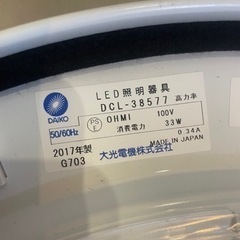 LED照明器具
DCL-38577 高力率
DAIKO
50/60Hz
PS
E
OHMI 100V
消費電力 33W
0.34A
MADE IN JAPAN
2017年製
G703
大光電機株式会社